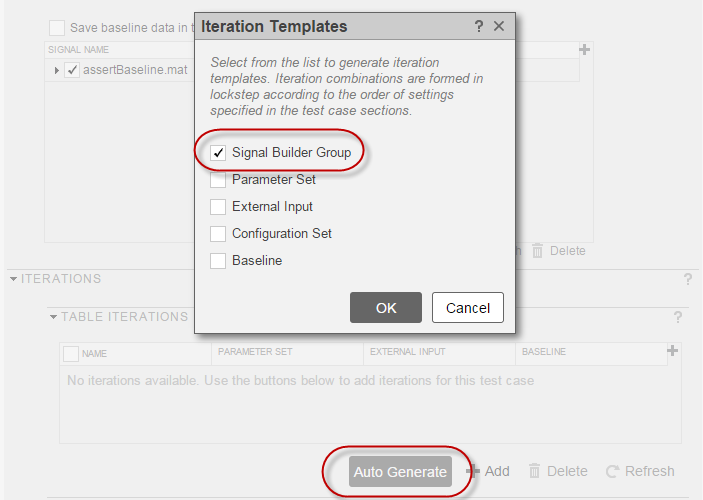 Save baseline data in t
SIGNAL NAME
assertBaseline.mat
Iteration Templates
Select from the list to generate iteration
templates. Iteration combinations are formed in
lockstep according to the order of settings
specified in the test case sections.
Signal Builder Group
Parameter Set
External Input
Configuration Set
Baseline
OK Cancel
h Delete
ITERATIONS ?
TABLE ITERATIONS ?
NAME PARAMETER SET EXTERNAL INPUT BASELINE
No iterations available. Use the buttons below to add iterations for this test case
Auto Generate Add Delete Refresh